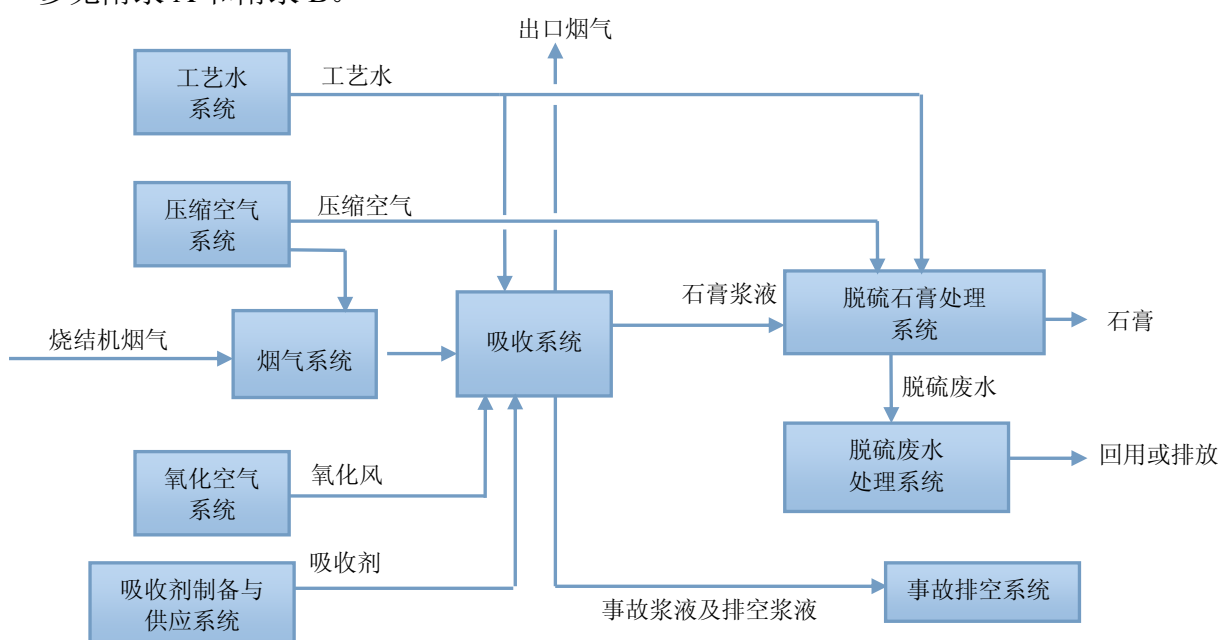 出口烟气
工艺水
系统
工艺水
压缩空气
系统
压缩空气
烧结机烟气
烟气系统
吸收系统
石膏浆液
脱硫石膏处理
系统
石膏
脱硫废水
脱硫废水
处理系统
回用或排放
氧化空气
系统
氧化风
吸收剂制备与
供应系统
吸收剂
事故浆液及排空浆液
事故排空系统